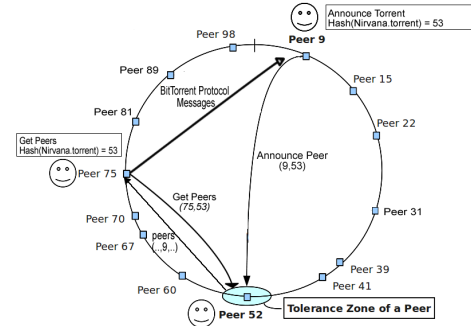 Announce Torrent
Hash(Nirvana.torrent) = 53
Peer 98
Peer 9
Peer 89
Peer 15
BitTorrent Protocol
Messages
Peer 81
Peer 22
Get Peers
Hash(Nirvana.torrent) = 53
Announce Peer
(9,53)
Peer 75
Get Peers
(75,53)
Peer 70
Peer 31
peers
(..,9,..)
Peer 67
Peer 39
Peer 60
Peer 41
Peer 52
Tolerance Zone of a Peer